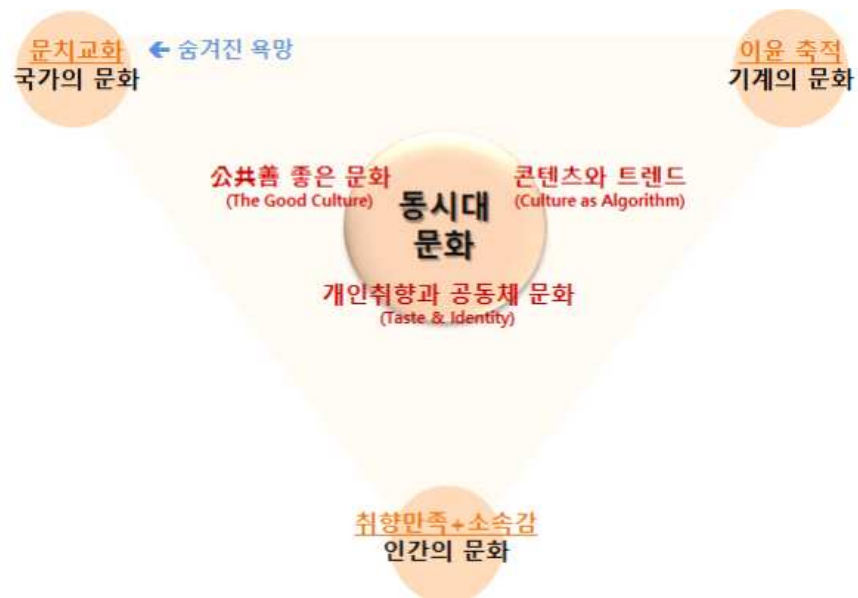 문치교화 ← 숨겨진 욕망
국가의 문화
이윤 축적
기계의 문화
公共善 좋은 문화
(The Good Culture)
동시대
문화
콘텐츠와 트렌드
(Culture as Algorithm)
개인취향과 공동체 문화
(Taste & Identity)
취향만족+소속감
인간의 문화